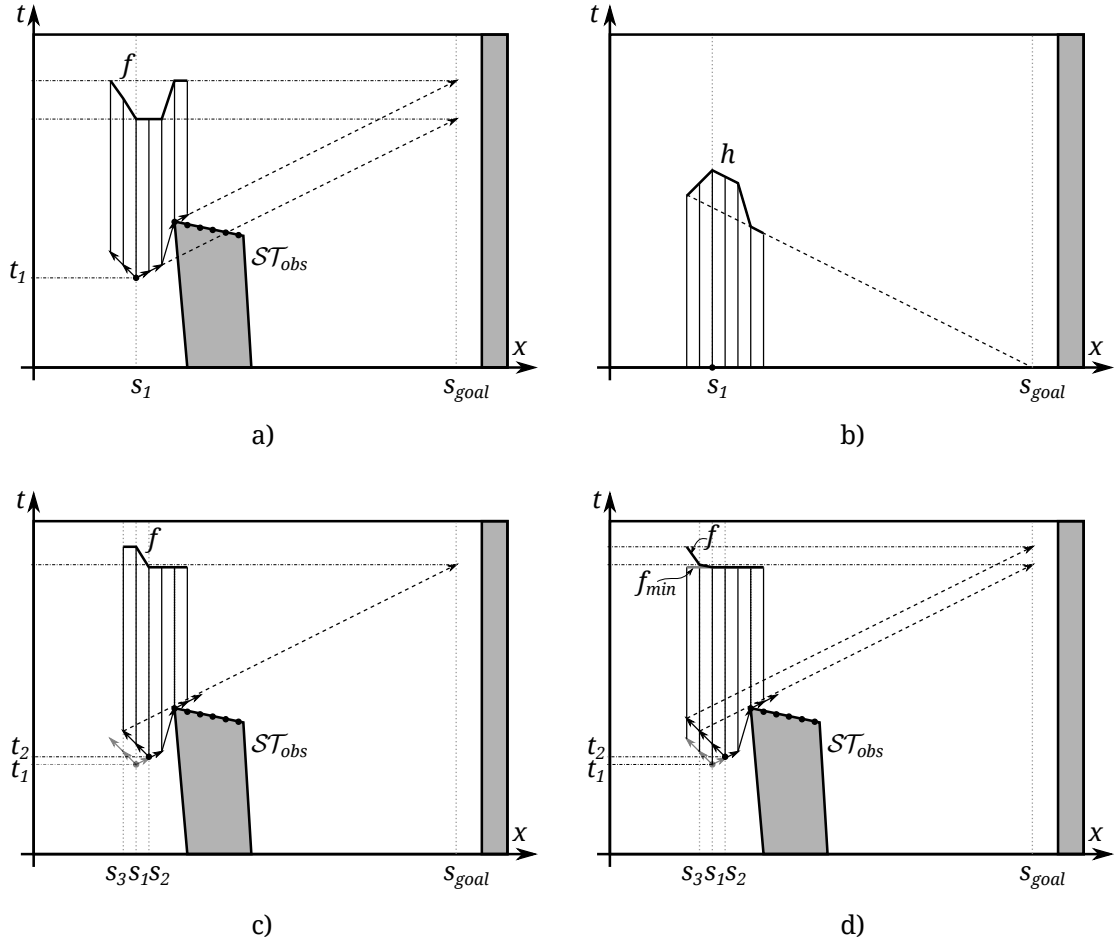 t
f
t₁
𝒮𝒯obs
x
s₁
sgoal
a)
t
h
x
s₁
sgoal
b)
t
f
t₂
t₁
𝒮𝒯obs
x
s₃s₁s₂
sgoal
c)
t
f
fmin
t₂
t₁
𝒮𝒯obs
x
s₃s₁s₂
sgoal
d)